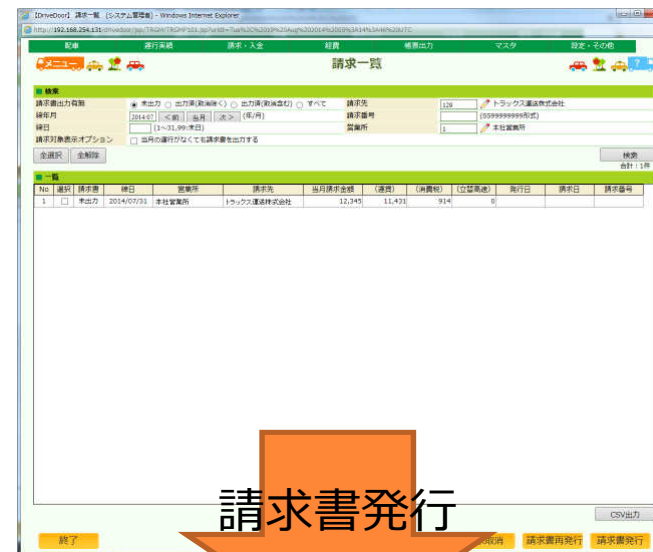 【DriveDoor】 請求一覧 [システム管理者] - Windows Internet Explorer
配車 運行実績 請求・入金 経費 帳票出力 マスタ 設定・その他
メニュー 請求一覧
■ 検索
請求書出力有無 未出力 出力済(取消除く) 出力済(取消含む) すべて 請求先 129 トラックス運送株式会社
締年月 2014-07 < 前 当月 次 > (年/月) 請求番号 (SS999999999形式)
締日 (1~31,99:末日) 営業所 1 本社営業所
請求対象表示オプション 当月の運行がなくても請求書を出力する
全選択 全解除 検索
合計:1件
■ 一覧
No 選択 請求書 締日 営業所 請求先 当月請求金額 (運賃) (消費税) (立替高速) 発行日 請求日 請求番号
1 未出力 2014/07/31 本社営業所 トラックス運送株式会社 12,345 11,431 914 0
請求書発行
CSV出力
終了 取消 請求書再発行 請求書発行